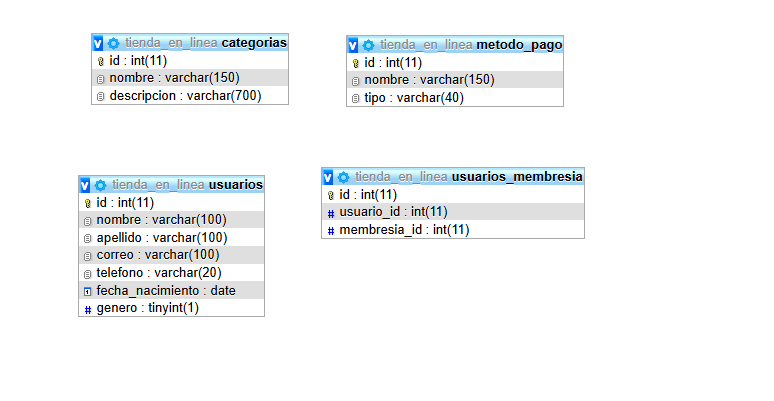 tienda_en_linea categorias
id : int(11)
nombre : varchar(150)
descripcion : varchar(700)
tienda_en_linea metodo_pago
id : int(11)
nombre : varchar(150)
tipo : varchar(40)
tienda_en_linea usuarios
id : int(11)
nombre : varchar(100)
apellido : varchar(100)
correo : varchar(100)
telefono : varchar(20)
fecha_nacimiento : date
# genero : tinyint(1)
tienda_en_linea usuarios_membresia
id : int(11)
# usuario_id : int(11)
# membresia_id : int(11)